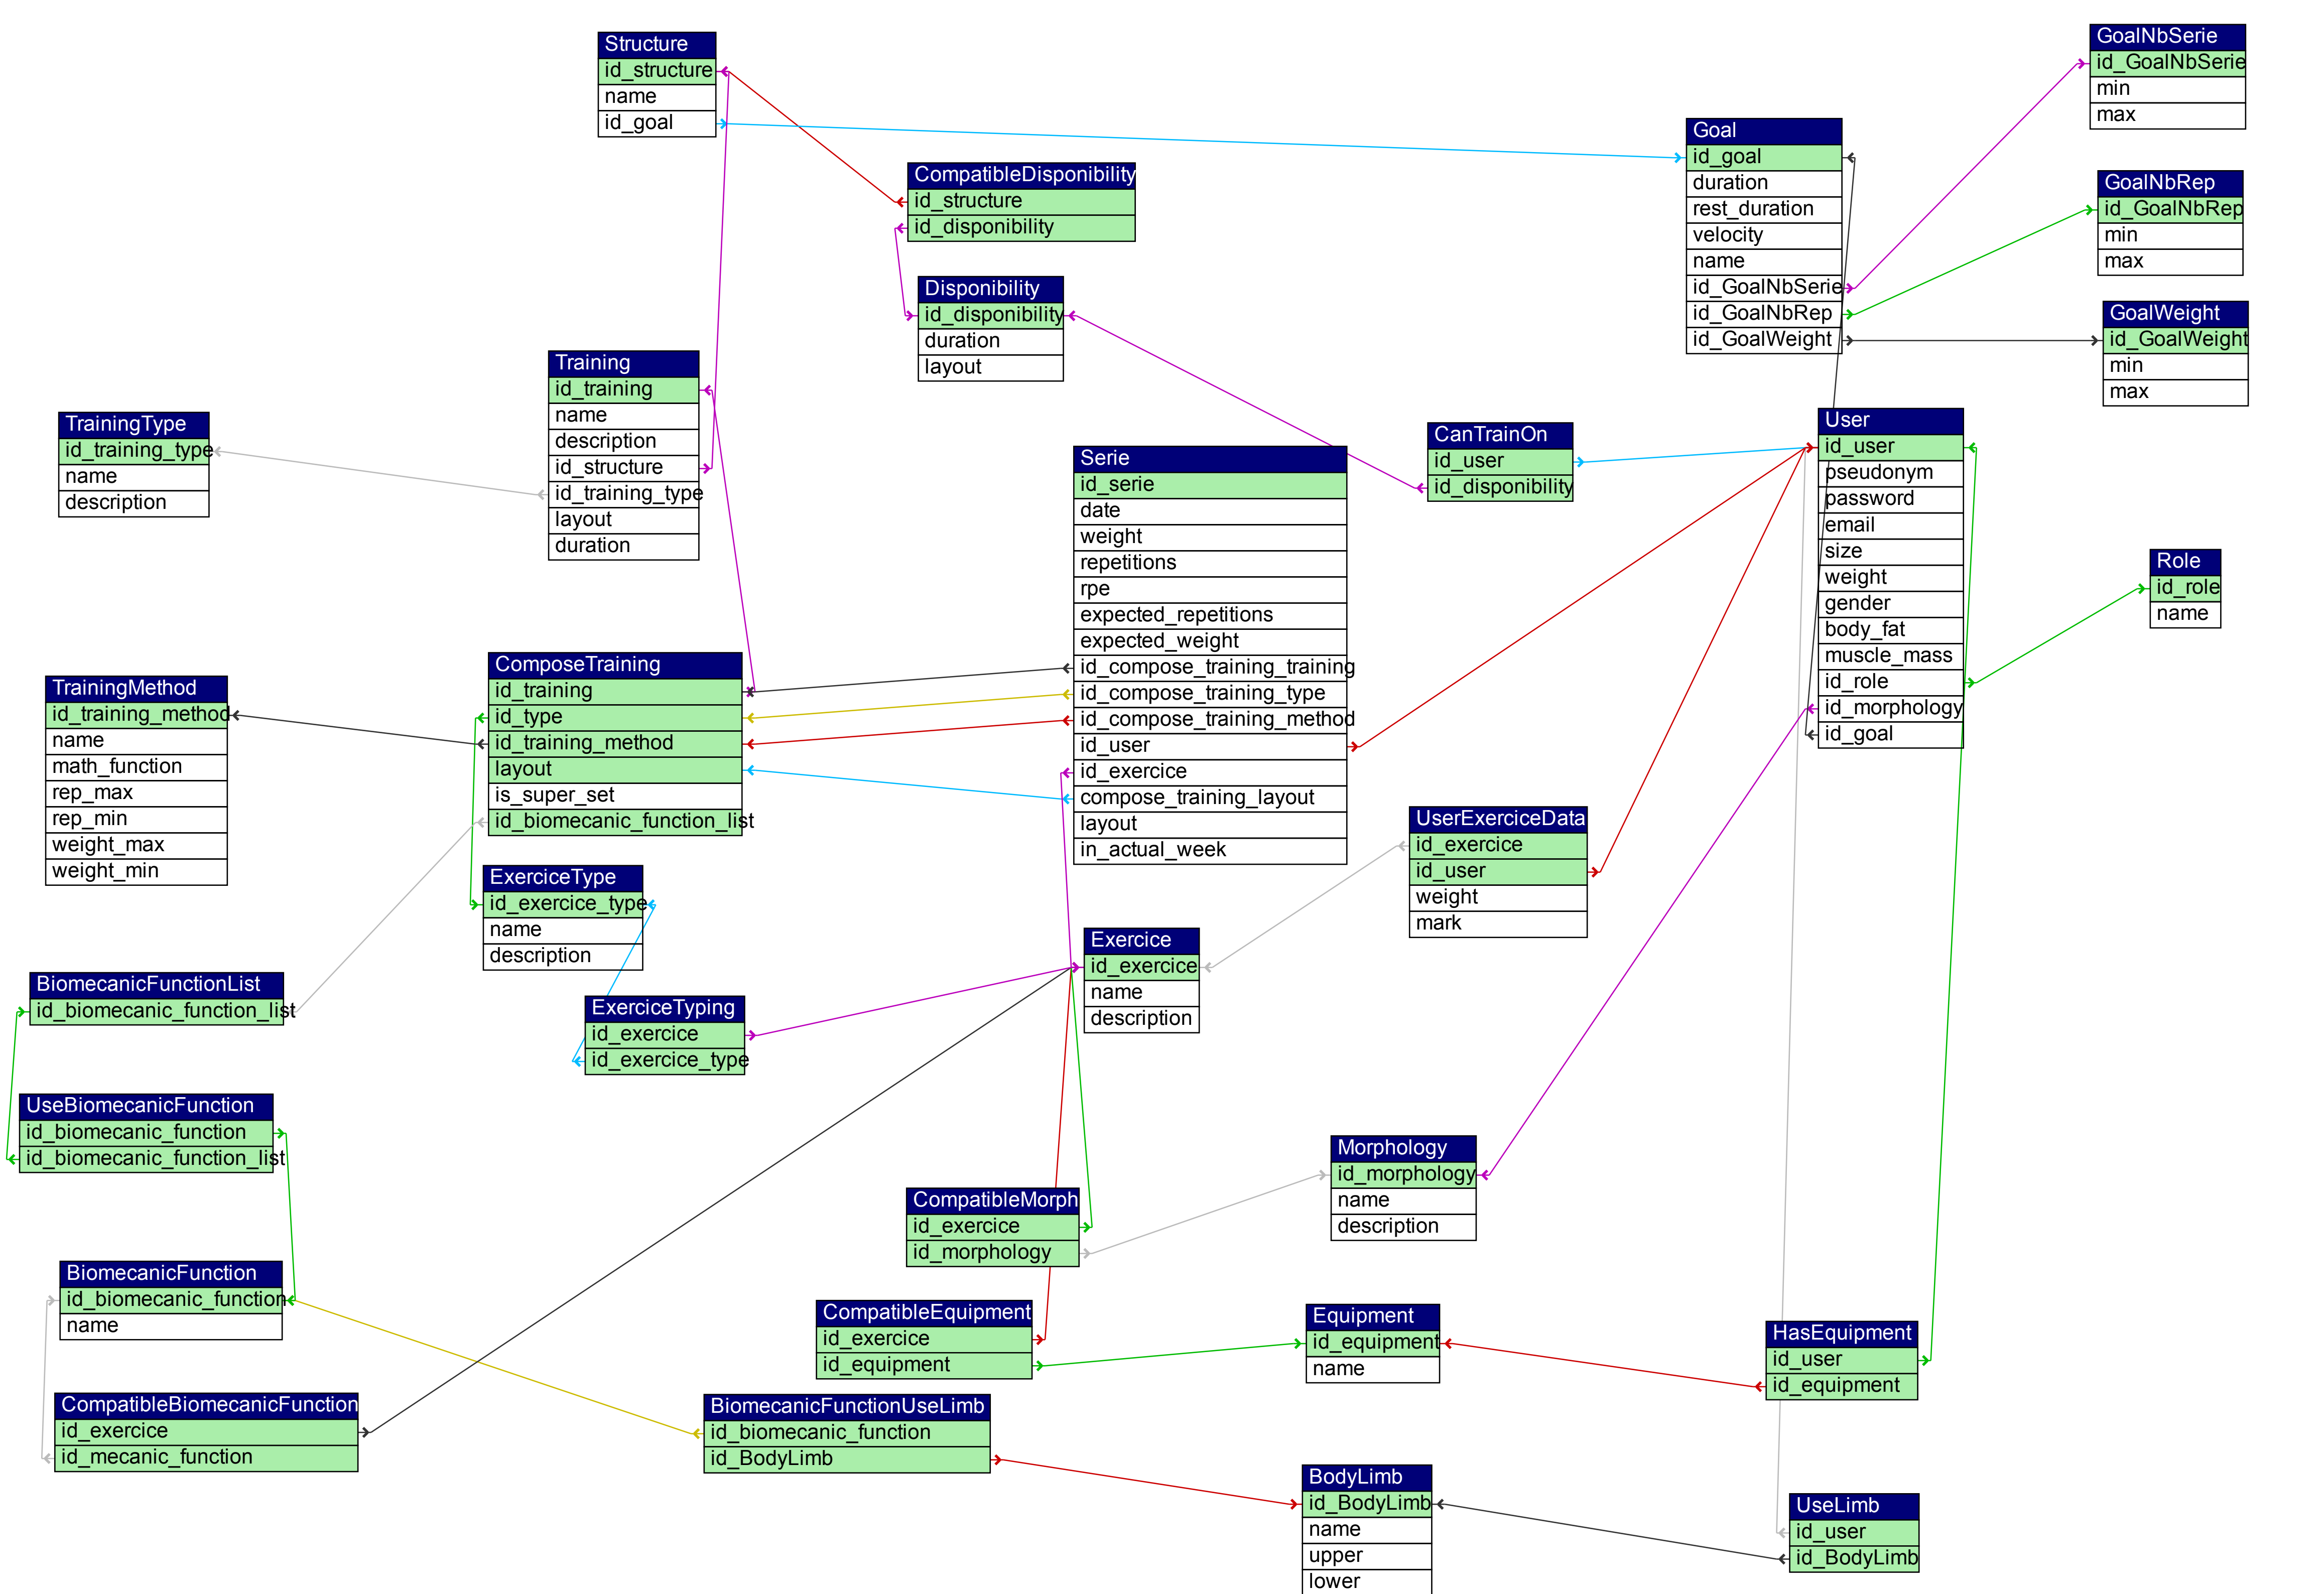 Structure
id_structure
name
id_goal
GoalNbSerie
id_GoalNbSerie
min
max
Goal
id_goal
duration
rest_duration
velocity
name
id_GoalNbSerie
id_GoalNbRep
id_GoalWeight
CompatibleDisponibility
id_structure
id_disponibility
GoalNbRep
id_GoalNbRep
min
max
Disponibility
id_disponibility
duration
layout
GoalWeight
id_GoalWeight
min
max
Training
id_training
name
description
id_structure
id_training_type
layout
duration
TrainingType
id_training_type
name
description
User
id_user
pseudonym
password
email
size
weight
gender
body_fat
muscle_mass
id_role
id_morphology
id_goal
CanTrainOn
id_user
id_disponibility
Serie
id_serie
date
weight
repetitions
rpe
expected_repetitions
expected_weight
id_compose_training_training
id_compose_training_type
id_compose_training_method
id_user
id_exercice
compose_training_layout
layout
in_actual_week
Role
id_role
name
ComposeTraining
id_training
id_type
id_training_method
layout
is_super_set
id_biomecanic_function_list
TrainingMethod
id_training_method
name
math_function
rep_max
rep_min
weight_max
weight_min
UserExerciceData
id_exercice
id_user
weight
mark
ExerciceType
id_exercice_type
name
description
Exercice
id_exercice
name
description
BiomecanicFunctionList
id_biomecanic_function_list
ExerciceTyping
id_exercice
id_exercice_type
UseBiomecanicFunction
id_biomecanic_function
id_biomecanic_function_list
Morphology
id_morphology
name
description
CompatibleMorph
id_exercice
id_morphology
BiomecanicFunction
id_biomecanic_function
name
CompatibleEquipment
id_exercice
id_equipment
Equipment
id_equipment
name
HasEquipment
id_user
id_equipment
CompatibleBiomecanicFunction
id_exercice
id_mecanic_function
BiomecanicFunctionUseLimb
id_biomecanic_function
id_BodyLimb
BodyLimb
id_BodyLimb
name
upper
lower
UseLimb
id_user
id_BodyLimb